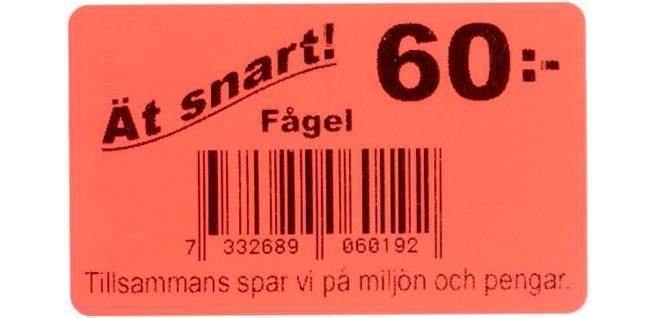 Ät snart! 60:-
Fågel
7 332689 060192
Tillsammans spar vi på miljön och pengar.